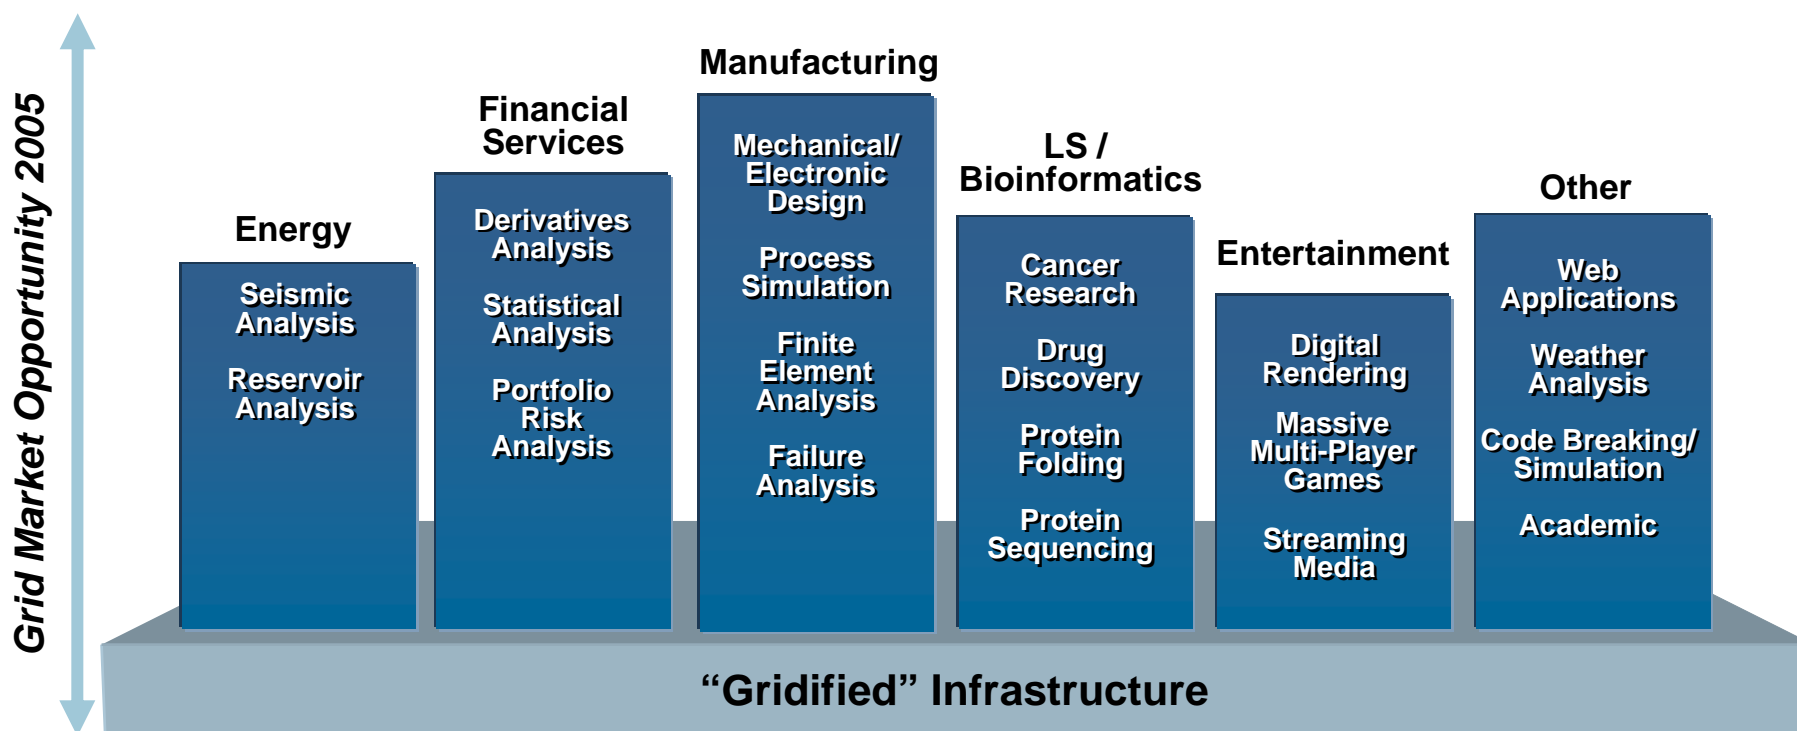 Grid Market Opportunity 2005
Energy
Seismic
Analysis
Reservoir
Analysis
Financial
Services
Derivatives
Analysis
Statistical
Analysis
Portfolio
Risk
Analysis
Manufacturing
Mechanical/
Electronic
Design
Process
Simulation
Finite
Element
Analysis
Failure
Analysis
LS /
Bioinformatics
Cancer
Research
Drug
Discovery
Protein
Folding
Protein
Sequencing
Entertainment
Digital
Rendering
Massive
Multi-Player
Games
Streaming
Media
Other
Web
Applications
Weather
Analysis
Code Breaking/
Simulation
Academic
“Gridified” Infrastructure